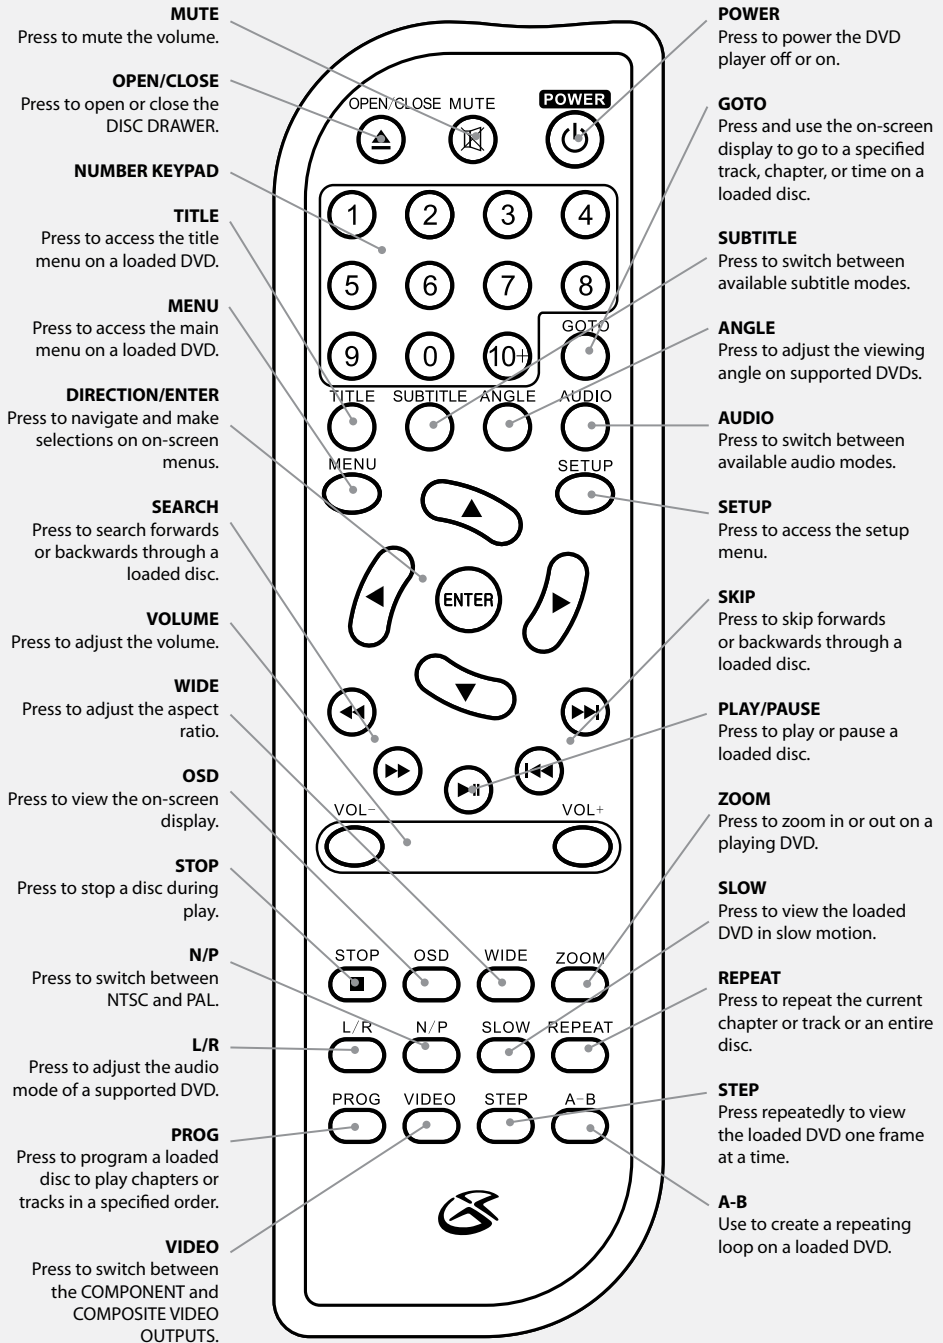 MUTE
Press to mute the volume.
OPEN/CLOSE
Press to open or close the
DISC DRAWER.
NUMBER KEYPAD
TITLE
Press to access the title
menu on a loaded DVD.
MENU
Press to access the main
menu on a loaded DVD.
DIRECTION/ENTER
Press to navigate and make
selections on on-screen
menus.
SEARCH
Press to search forwards
or backwards through a
loaded disc.
VOLUME
Press to adjust the volume.
WIDE
Press to adjust the aspect
ratio.
OSD
Press to view the on-screen
display.
STOP
Press to stop a disc during
play.
N/P
Press to switch between
NTSC and PAL.
L/R
Press to adjust the audio
mode of a supported DVD.
PROG
Press to program a loaded
disc to play chapters or
tracks in a specified order.
VIDEO
Press to switch between
the COMPONENT and
COMPOSITE VIDEO
OUTPUTS.
OPEN/CLOSE MUTE POWER
1 2 3 4
5 6 7 8
GOTO
9 0 10+
TITLE SUBTITLE ANGLE AUDIO
MENU SETUP
ENTER
VOL- VOL+
STOP OSD WIDE ZOOM
L/R N/P SLOW REPEAT
PROG VIDEO STEP A-B
POWER
Press to power the DVD
player off or on.
GOTO
Press and use the on-screen
display to go to a specified
track, chapter, or time on a
loaded disc.
SUBTITLE
Press to switch between
available subtitle modes.
ANGLE
Press to adjust the viewing
angle on supported DVDs.
AUDIO
Press to switch between
available audio modes.
SETUP
Press to access the setup
menu.
SKIP
Press to skip forwards
or backwards through a
loaded disc.
PLAY/PAUSE
Press to play or pause a
loaded disc.
ZOOM
Press to zoom in or out on a
playing DVD.
SLOW
Press to view the loaded
DVD in slow motion.
REPEAT
Press to repeat the current
chapter or track or an entire
disc.
STEP
Press repeatedly to view
the loaded DVD one frame
at a time.
A-B
Use to create a repeating
loop on a loaded DVD.